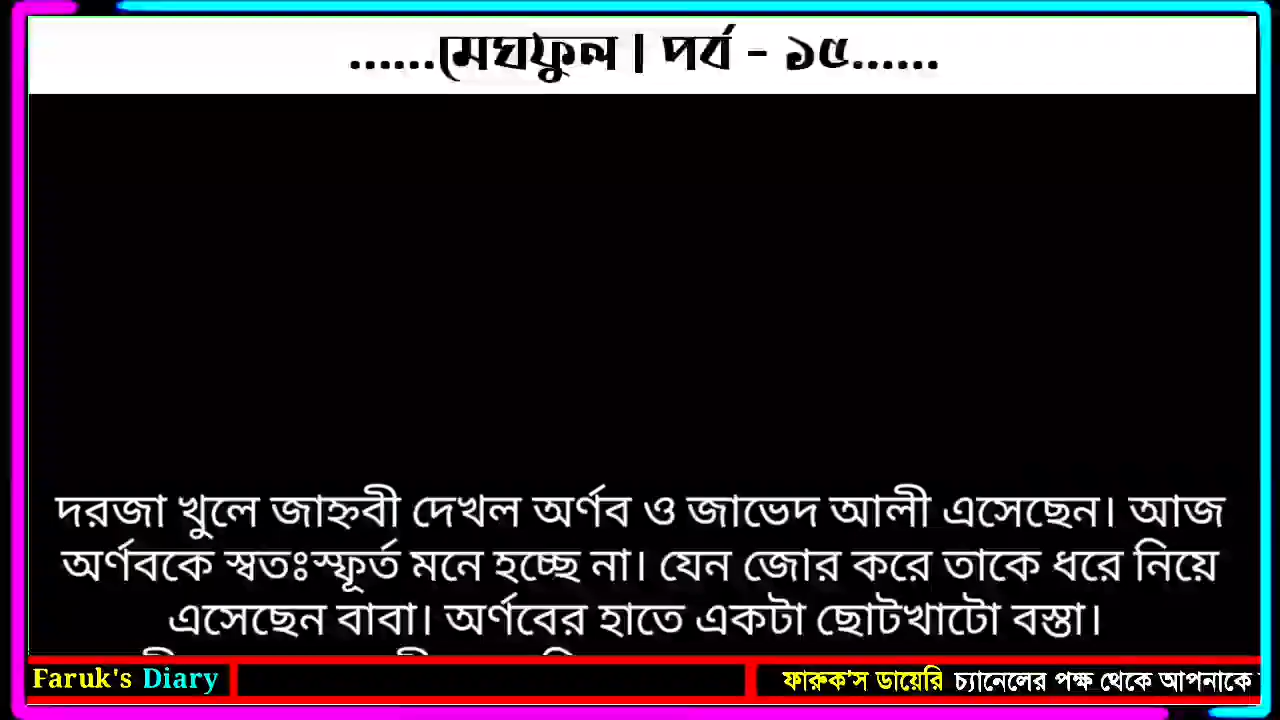 ......মেঘফুল | পর্ব - ১৫......
দরজা খুলে জাহ্নবী দেখল অর্ণব ও জাভেদ আলী এসেছেন। আজ
অর্ণবকে স্বতঃস্ফূর্ত মনে হচ্ছে না। যেন জোর করে তাকে ধরে নিয়ে
এসেছেন বাবা। অর্ণবের হাতে একটা ছোটখাটো বস্তা।
Faruk's Diary
ফারুক'স ডায়েরি চ্যানেলের পক্ষ থেকে আপনাকে